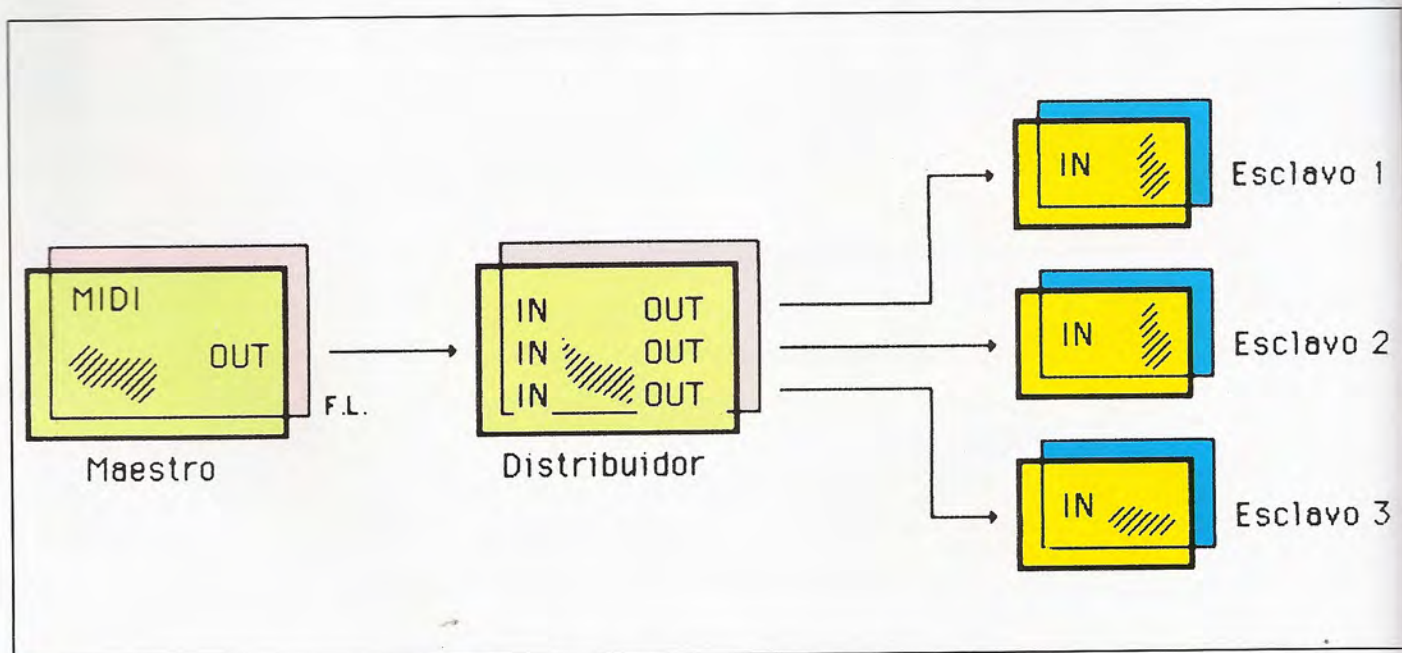 MIDI
OUT
F.L.
Maestro
IN OUT
IN OUT
IN OUT
Distribuidor
IN
Esclavo 1
IN
Esclavo 2
IN
Esclavo 3